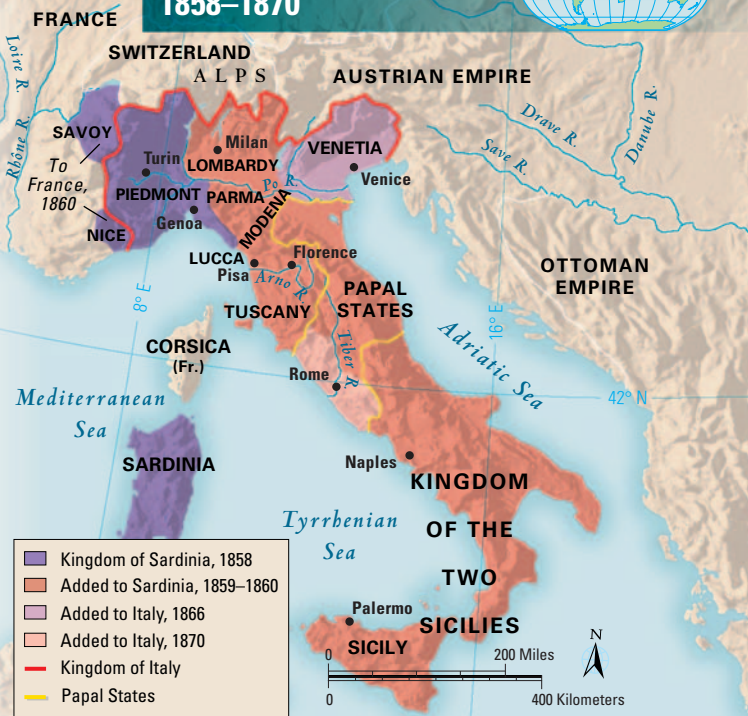 1858–1870
FRANCE
SWITZERLAND
ALPS
AUSTRIAN EMPIRE
Loire R.
Rhône R.
Drave R.
Danube R.
Save R.
SAVOY
To
France,
1860
NICE
Turin
PIEDMONT
Genoa
Milan
LOMBARDY
VENETIA
Venice
Po R.
PARMA
MODENA
LUCCA
Pisa
Florence
Arno R.
TUSCANY
PAPAL
STATES
Tiber R.
Rome
OTTOMAN
EMPIRE
8° E
16° E
42° N
CORSICA
(Fr.)
Adriatic Sea
Mediterranean
Sea
SARDINIA
Naples
KINGDOM
OF THE
TWO
SICILIES
Tyrrhenian
Sea
Palermo
SICILY
Kingdom of Sardinia, 1858
Added to Sardinia, 1859–1860
Added to Italy, 1866
Added to Italy, 1870
Kingdom of Italy
Papal States
N
0 200 Miles
0 400 Kilometers